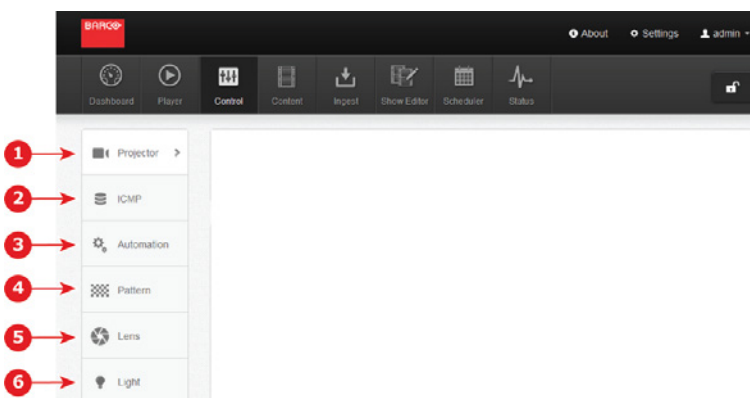 BARCO
About Settings admin
Dashboard Player Control Content Ingest Show Editor Scheduler Status
1 Projector
2 ICMP
3 Automation
4 Pattern
5 Lens
6 Light